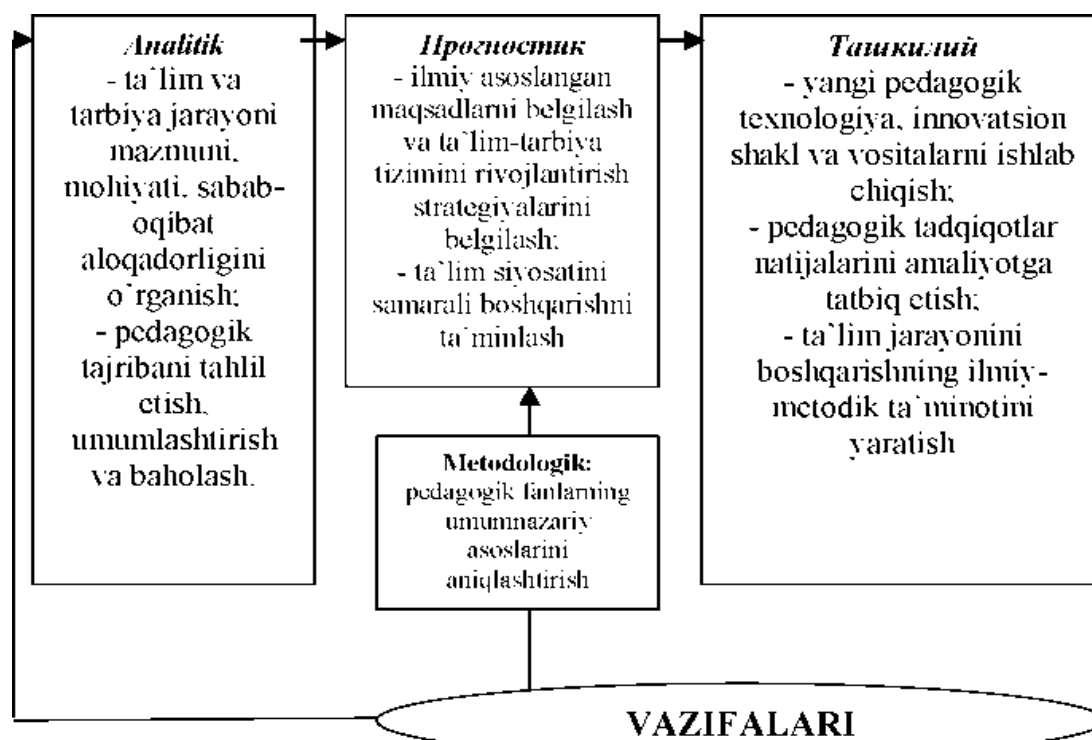 Analitik
- ta`lim va
tarbiya jarayoni
mazmuni,
mohiyati, sabab-
oqibat
aloqadorligini
o`rganish;
- pedagogik
tajribani tahlil
etish,
umumlashtirish
va baholash.
Прогностик
- ilmiy asoslangan
maqsadlarni belgilash
va ta`lim-tarbiya
tizimini rivojlantirish
strategiyalarini
belgilash;
- ta`lim siyosatini
samarali boshqarishni
ta`minlash
Ташкилий
- yangi pedagogik
texnologiya, innovatsion
shakl va vositalarni ishlab
chiqish;
- pedagogik tadqiqotlar
natijalarini amaliyotga
tatbiq etish;
- ta`lim jarayonini
boshqarishning ilmiy-
metodik ta`minotini
yaratish
Metodologik:
pedagogik fanlarning
umumnazariy
asoslarini
aniqlashtirish
VAZIFALARI